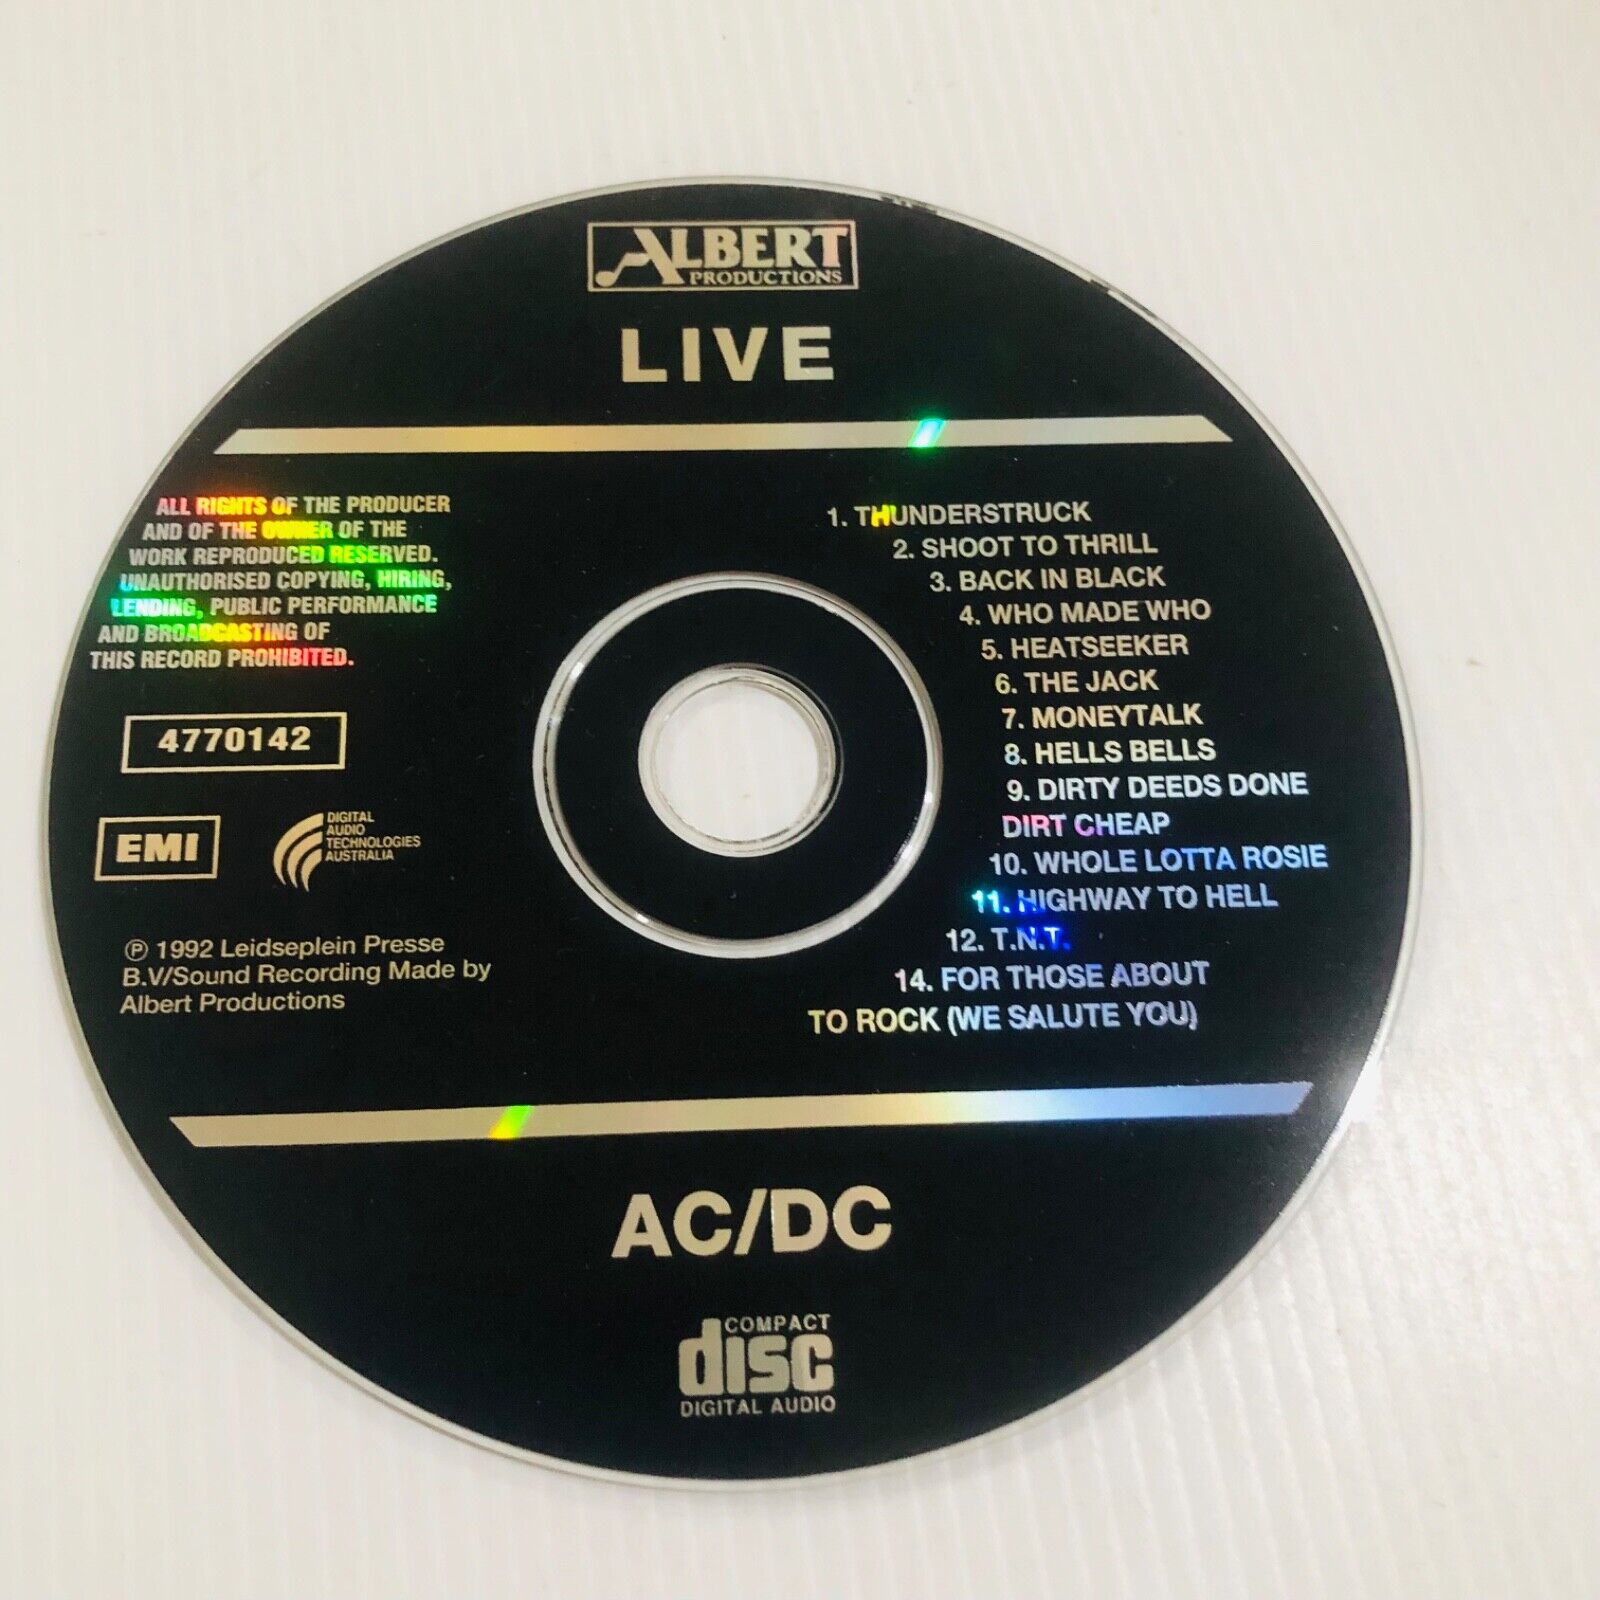 ALBERT
PRODUCTIONS
LIVE
ALL RIGHTS OF THE PRODUCER
AND OF THE OWNER OF THE
WORK REPRODUCED RESERVED.
UNAUTHORISED COPYING, HIRING,
LENDING, PUBLIC PERFORMANCE
AND BROADCASTING OF
THIS RECORD PROHIBITED.
4770142
EMI
DIGITAL
AUDIO
TECHNOLOGIES
AUSTRALIA
℗ 1992 Leidseplein Presse
B.V/Sound Recording Made by
Albert Productions
1. THUNDERSTRUCK
2. SHOOT TO THRILL
3. BACK IN BLACK
4. WHO MADE WHO
5. HEATSEEKER
6. THE JACK
7. MONEYTALK
8. HELLS BELLS
9. DIRTY DEEDS DONE
DIRT CHEAP
10. WHOLE LOTTA ROSIE
11. HIGHWAY TO HELL
12. T.N.T.
14. FOR THOSE ABOUT
TO ROCK (WE SALUTE YOU)
AC/DC
COMPACT
disc
DIGITAL AUDIO